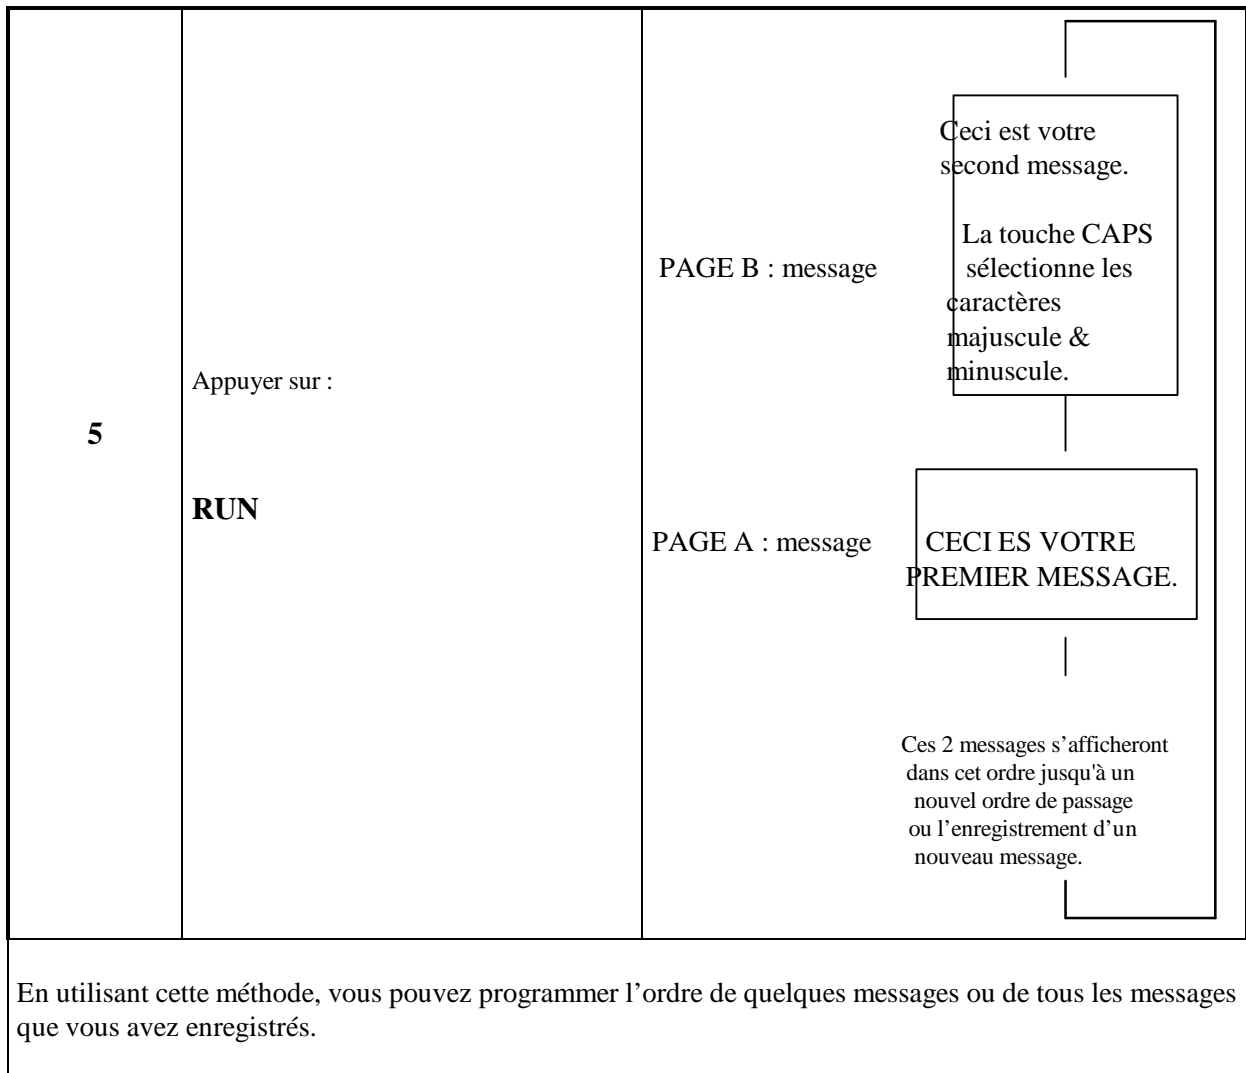 5
Appuyer sur :
RUN
PAGE B : message
Ceci est votre
second message.
La touche CAPS
sélectionne les
caractères
majuscule &
minuscule.
PAGE A : message
CECI ES VOTRE
PREMIER MESSAGE.
Ces 2 messages s’afficheront
dans cet ordre jusqu'à un
nouvel ordre de passage
ou l’enregistrement d’un
nouveau message.
En utilisant cette méthode, vous pouvez programmer l’ordre de quelques messages ou de tous les messages
que vous avez enregistrés.